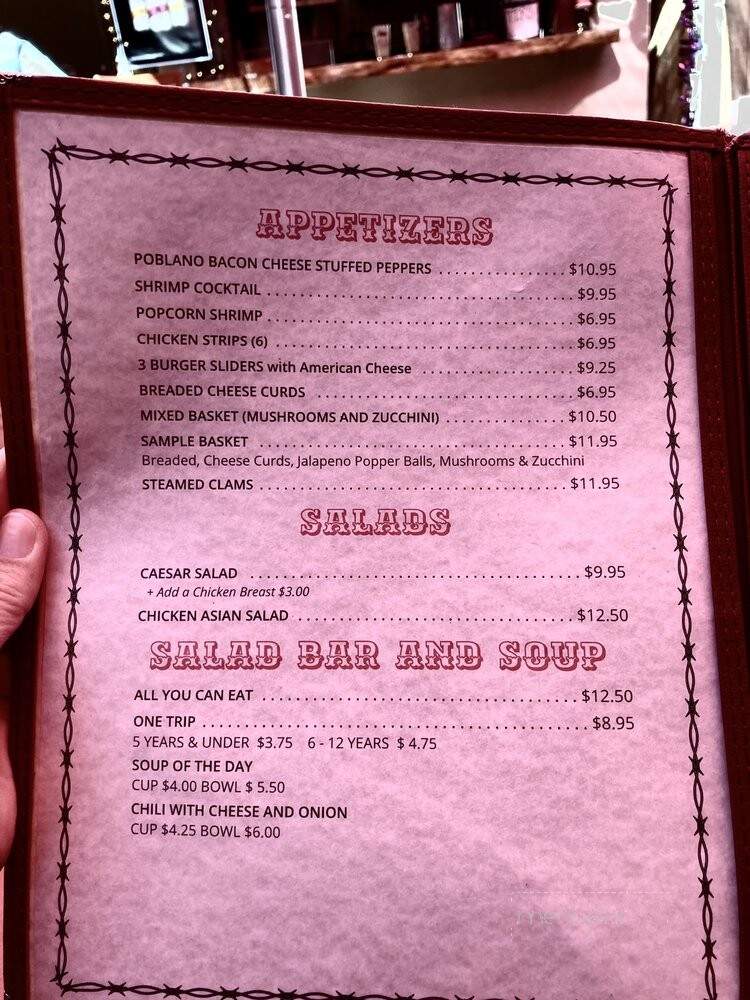 APPETIZERS
POBLANO BACON CHEESE STUFFED PEPPERS ................ $10.95
SHRIMP COCKTAIL ........................................ $9.95
POPCORN SHRIMP ........................................ $6.95
CHICKEN STRIPS (6) ....................................... $6.95
3 BURGER SLIDERS with American Cheese .................... $9.25
BREADED CHEESE CURDS .................................. $6.95
MIXED BASKET (MUSHROOMS AND ZUCCHINI) ............... $10.50
SAMPLE BASKET ........................................ $11.95
Breaded, Cheese Curds, Jalapeno Popper Balls, Mushrooms & Zucchini
STEAMED CLAMS ........................................ $11.95
SALADS
CAESAR SALAD .......................................... $9.95
+ Add a Chicken Breast $3.00
CHICKEN ASIAN SALAD ................................... $12.50
SALAD BAR AND SOUP
ALL YOU CAN EAT ........................................ $12.50
ONE TRIP ................................................. $8.95
5 YEARS & UNDER $3.75 6 - 12 YEARS $ 4.75
SOUP OF THE DAY
CUP $4.00 BOWL $ 5.50
CHILI WITH CHEESE AND ONION
CUP $4.25 BOWL $6.00